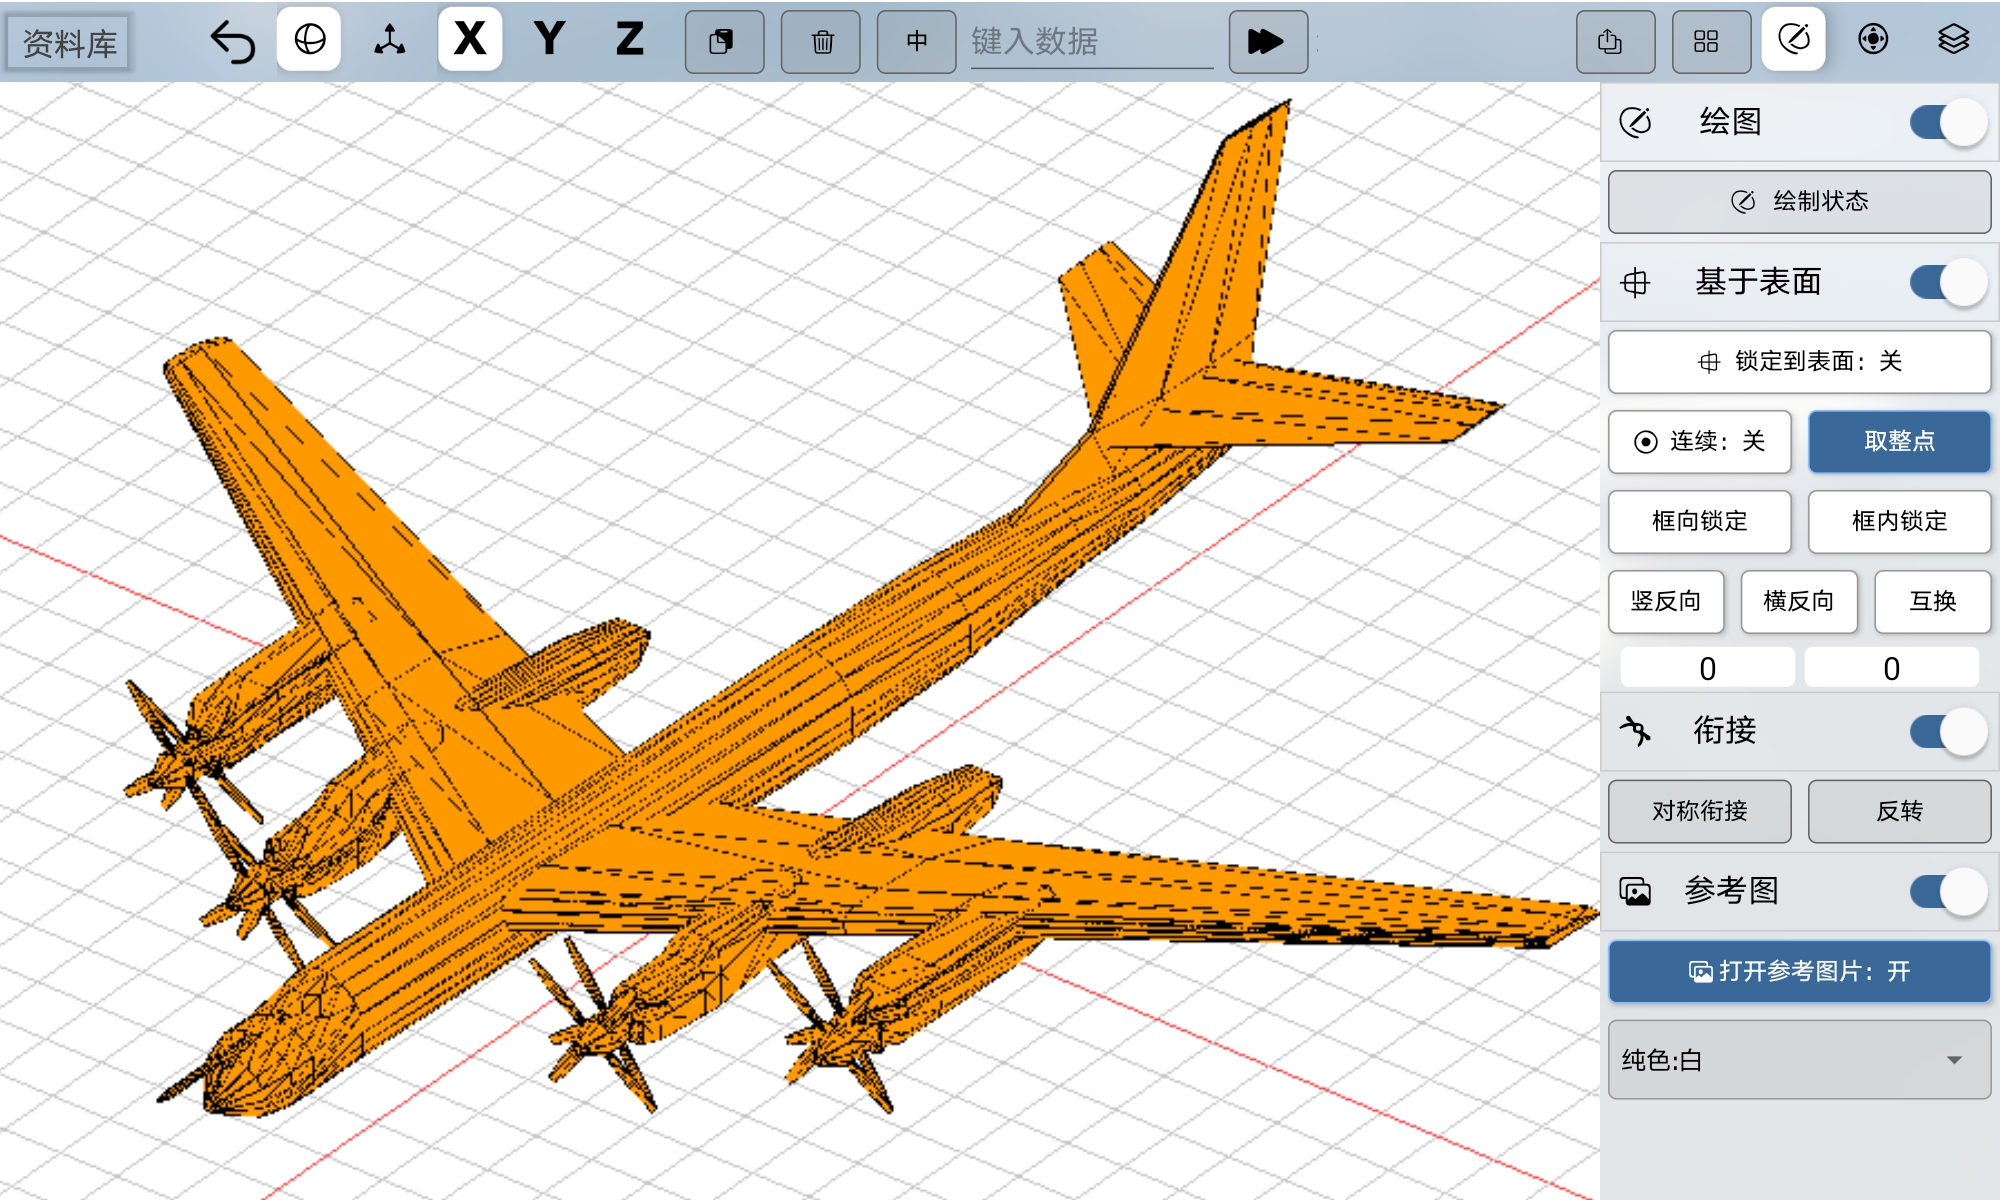 资料库
X Y Z 中 键入数据
绘图
绘制状态
基于表面
锁定到表面：关
连续：关 取整点
框向锁定 框内锁定
竖反向 横反向 互换
0 0
衔接
对称衔接 反转
参考图
打开参考图片：开
纯色:白